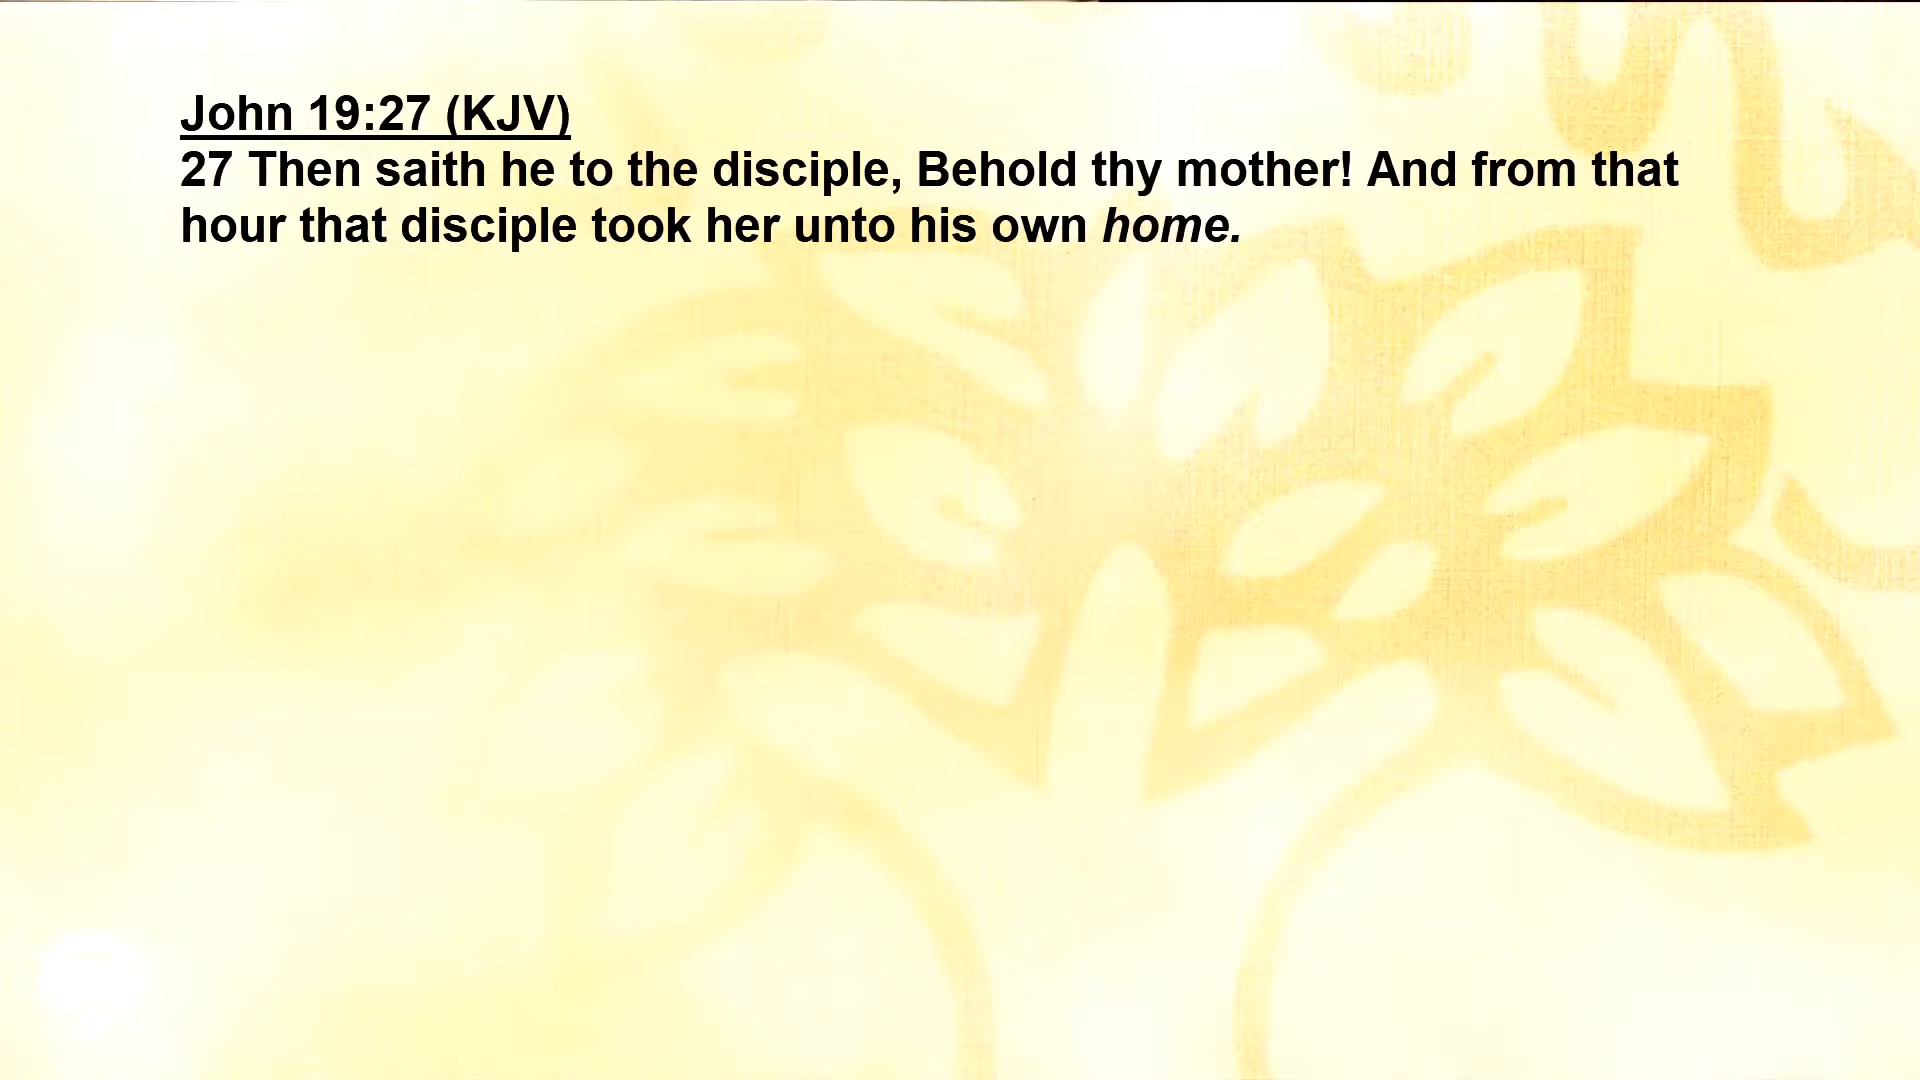 John 19:27 (KJV)
27 Then saith he to the disciple, Behold thy mother! And from that
hour that disciple took her unto his own home.